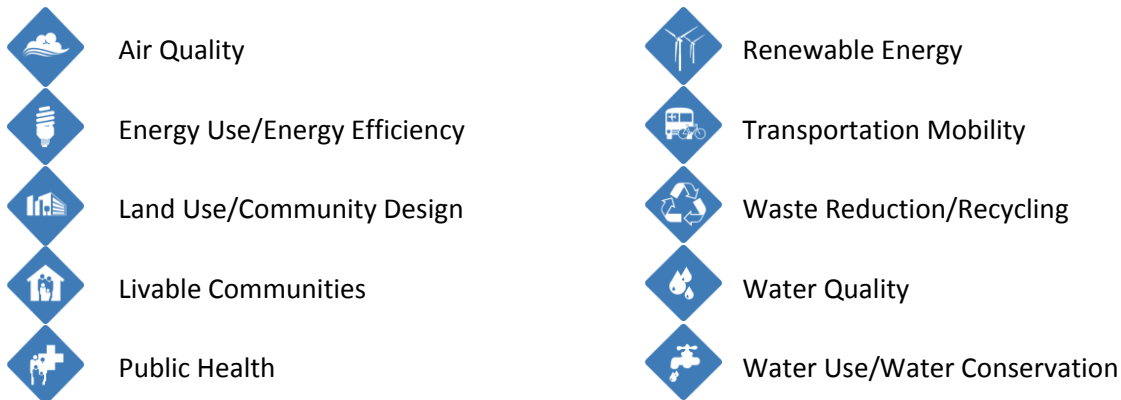 Air Quality
Energy Use/Energy Efficiency
Land Use/Community Design
Livable Communities
Public Health
Renewable Energy
Transportation Mobility
Waste Reduction/Recycling
Water Quality
Water Use/Water Conservation